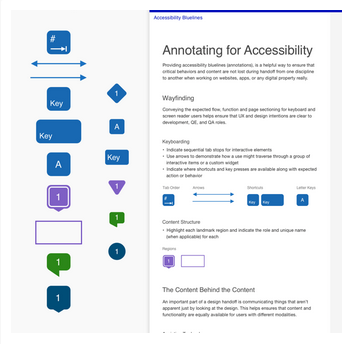 Accessibility Bluelines
#
Key
Key
A
1
1
1
1
A
Key
1
1
1
Annotating for Accessibility
Providing accessibility bluelines (annotations), is a helpful way to ensure that
critical behaviors and content are not lost during handoff from one discipline
to another when working on websites, apps, or any digital property really.
Wayfinding
Conveying the expected flow, function and page sectioning for keyboard and
screen reader users helps ensure that UX and design intentions are clear to
development, QE, and QA roles.
Keyboarding
• Indicate sequential tab stops for interactive elements
• Use arrows to demonstrate how a user might traverse through a group of
interactive items or a custom widget
• Indicate where shortcuts and key presses are available along with expected
action or behavior
Tab Order Arrows Shortcuts Letter Keys
Key Key A
Content Structure
• Highlight each landmark region and indicate the role and unique name
(when applicable) for each
Regions
1
The Content Behind the Content
An important part of a design handoff is communicating things that aren't
apparent just by looking at the design. This helps ensure that content and
functionality are equally available for users with different modalities.